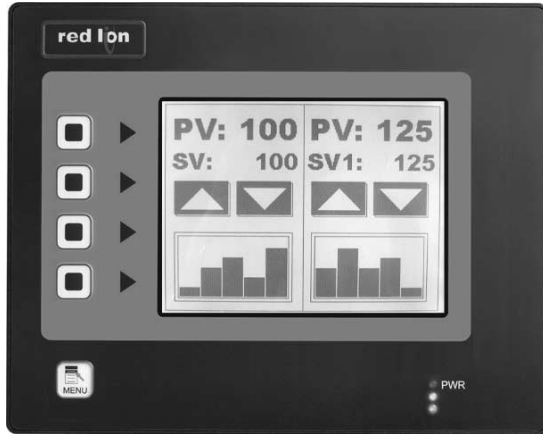 red lion
PV: 100 PV: 125
SV: 100 SV1: 125
MENU
PWR